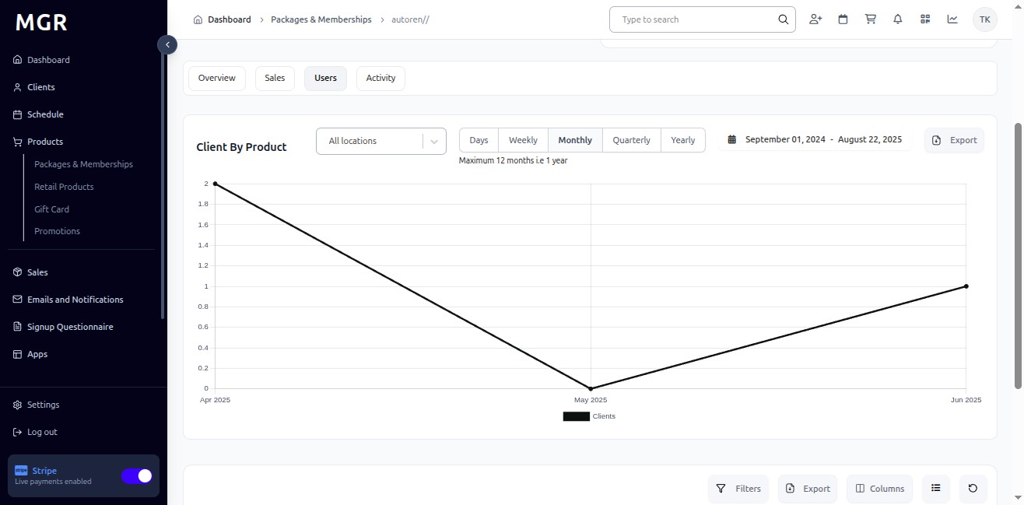 MGR
Dashboard
Clients
Schedule
Products
Packages & Memberships
Retail Products
Gift Card
Promotions
Sales
Emails and Notifications
Signup Questionnaire
Apps
Settings
Log out
Stripe
Live payments enabled
Dashboard > Packages & Memberships > autoren//
Type to search
TK
Overview Sales Users Activity
Client By Product
All locations
Days Weekly Monthly Quarterly Yearly
Maximum 12 months i.e 1 year
September 01, 2024 - August 22, 2025
Export
2
1.8
1.6
1.4
1.2
1
0.8
0.6
0.4
0.2
0
Apr 2025 May 2025 Jun 2025
Clients
Filters Export Columns